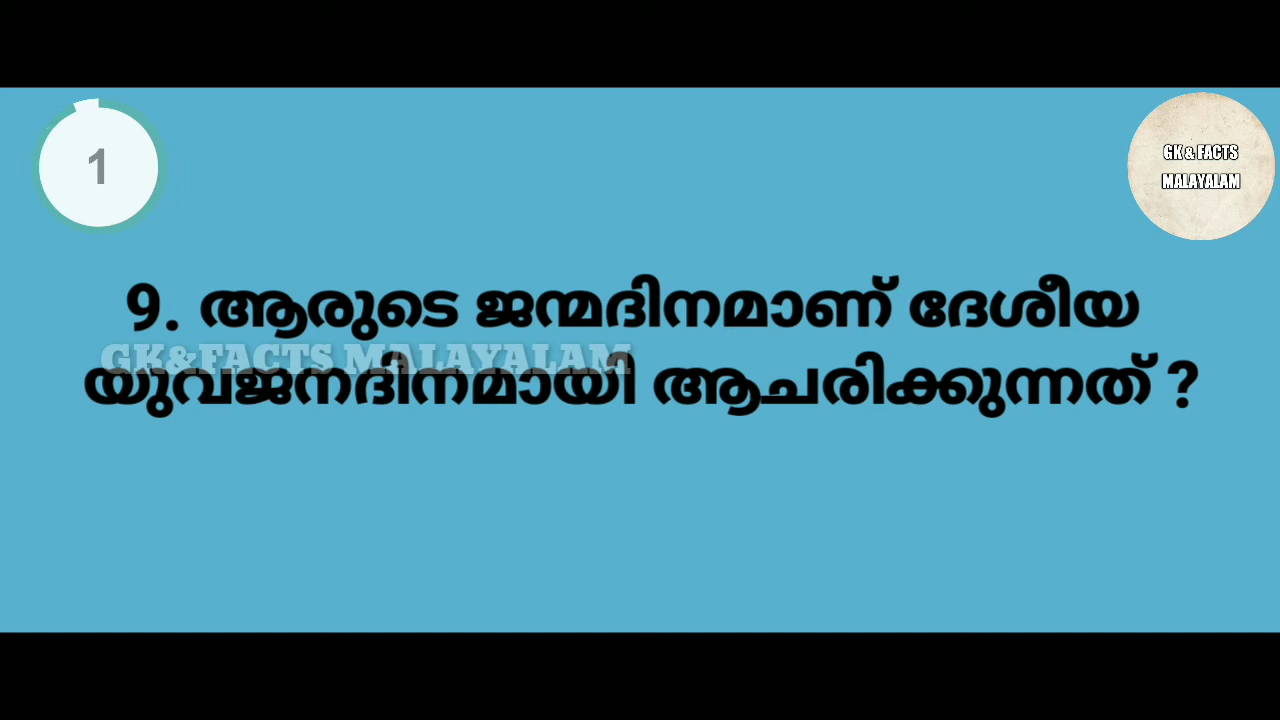 1
GK & FACTS
MALAYALAM
9. ആരുടെ ജന്മദിനമാണ് ദേശീയ
GK&FACTS MALAYALAM
യുവജനദിനമായി ആചരിക്കുന്നത് ?